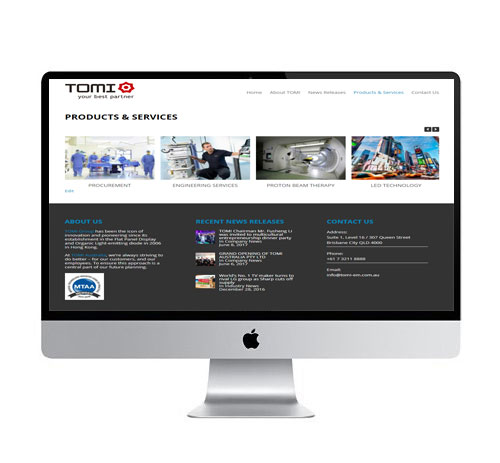 TOMI
your best partner
Home About TOMI News Releases Products & Services Contact Us
PRODUCTS & SERVICES
PROCUREMENT ENGINEERING SERVICES PROTON BEAM THERAPY LED TECHNOLOGY
Edit
ABOUT US
TOMI Group has been the icon of
innovation and pioneering since its
establishment in the Flat Panel Display
and Organic Light-emitting diode in 2006
in Hong Kong.
At TOMI Australia, we're always driving to
do better - for our customers, and our
employees. To ensure this approach is a
central part of our future planning.
MTAA
RECENT NEWS RELEASES
TOMI Chairman Mr. Fusheng Li
was invited to multicultural
entrepreneurship dinner party
in Company News
June 6, 2017
GRAND OPENING OF TOMI
AUSTRALIA PTY LTD
in Company News
June 6, 2017
World's No. 1 TV maker turns to
rival LG group as Sharp cuts off
supply
in Industry News
December 28, 2016
CONTACT US
Address:
Suite 1, Level 16 / 307 Queen Street
Brisbane City QLD 4000
Phone:
+61 7 3211 8888
Email:
info@tomi-em.com.au